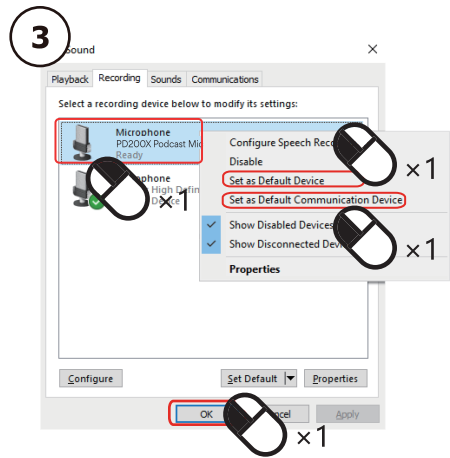 3
Sound
Playback Recording Sounds Communications
Select a recording device below to modify its settings:
Microphone
PD200X Podcast Mic
Ready
Configure Speech Rec
Disable
×1
phone
High Defin
Device
×1
Set as Default Device
Set as Default Communication Device
Show Disabled Devices
Show Disconnected Devi
×1
Properties
Configure Set Default Properties
OK cel Apply
×1